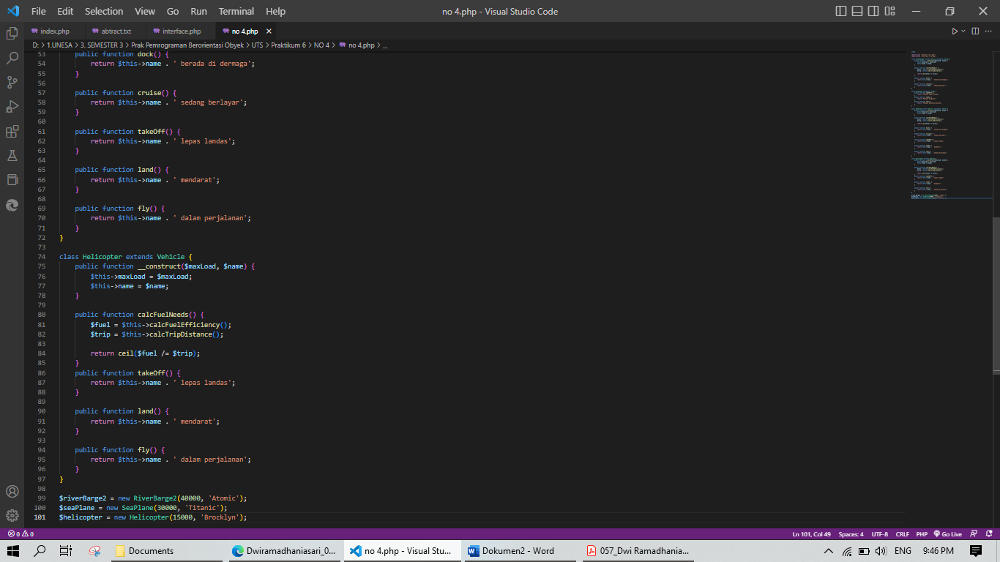 File Edit Selection View Go Run Terminal Help no 4.php - Visual Studio Code
index.php abtract.txt interface.php no 4.php
D: > 1.UNESA > 3. SEMESTER 3 > Prak Pemrograman Berorientasi Obyek > UTS > Praktikum 6 > NO 4 > no 4.php > ...
53 public function dock() {
54 return $this->name . ' berada di dermaga';
55 }
56
57 public function cruise() {
58 return $this->name . ' sedang berlayar';
59 }
60
61 public function takeOff() {
62 return $this->name . ' lepas landas';
63 }
64
65 public function land() {
66 return $this->name . ' mendarat';
67 }
68
69 public function fly() {
70 return $this->name . ' dalam perjalanan';
71 }
72 }
73
74 class Helicopter extends Vehicle {
75 public function __construct($maxLoad, $name) {
76 $this->maxLoad = $maxLoad;
77 $this->name = $name;
78 }
79
80 public function calcFuelNeeds() {
81 $fuel = $this->calcFuelEfficiency();
82 $trip = $this->calcTripDistance();
83
84 return ceil($fuel /= $trip);
85 }
86 public function takeOff() {
87 return $this->name . ' lepas landas';
88 }
89
90 public function land() {
91 return $this->name . ' mendarat';
92 }
93
94 public function fly() {
95 return $this->name . ' dalam perjalanan';
96 }
97 }
98
99 $riverBarge2 = new RiverBarge2(40000, 'Atomic');
100 $seaPlane = new SeaPlane(30000, 'Titanic');
101 $helicopter = new Helicopter(15000, 'Brocklyn');
0 0 Ln 101, Col 49 Spaces: 4 UTF-8 CRLF PHP Go Live
Documents Dwiramadhaniasari_0... no 4.php - Visual Stu... Dokumen2 - Word 057_Dwi Ramadhania... ENG 9:46 PM